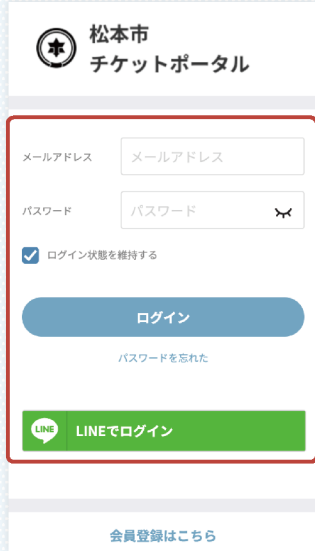 松本市
チケットポータル
メールアドレス メールアドレス
パスワード パスワード
ログイン状態を維持する
ログイン
パスワードを忘れた
LINE LINEでログイン
会員登録はこちら